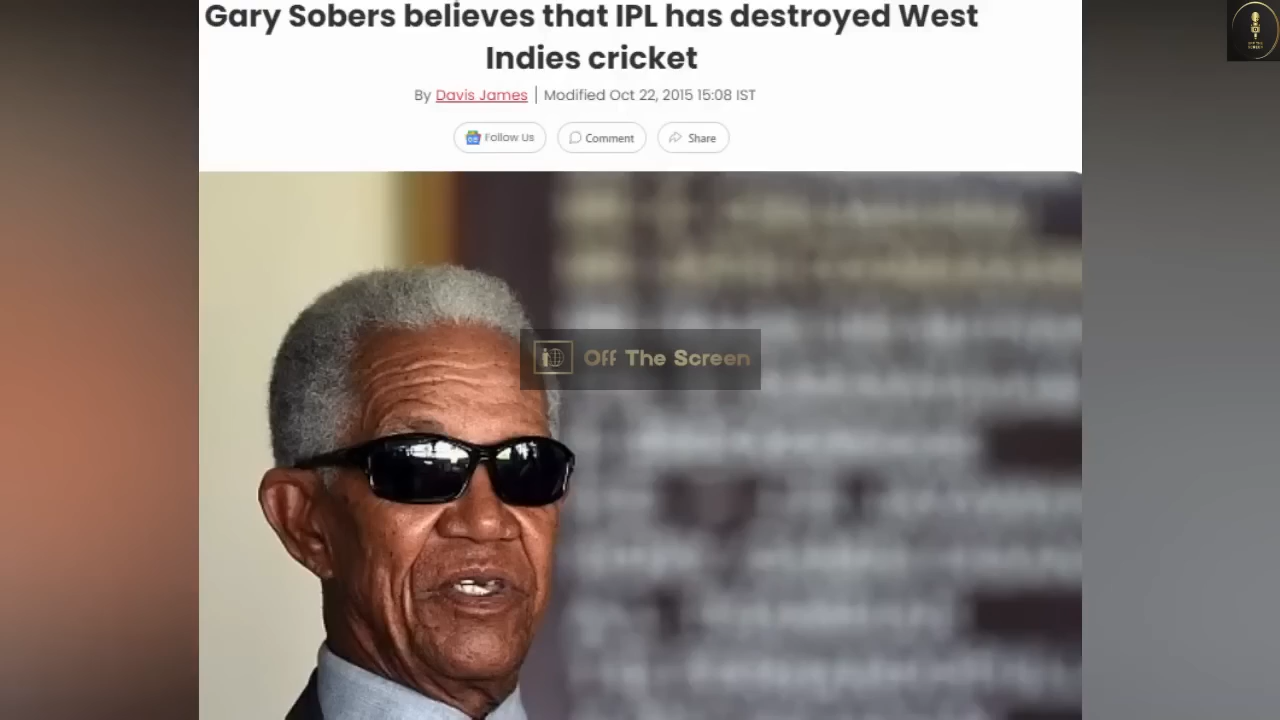 Gary Sobers believes that IPL has destroyed West
Indies cricket
By Davis James | Modified Oct 22, 2015 15:08 IST
Follow Us
Comment
Share
Off The Screen